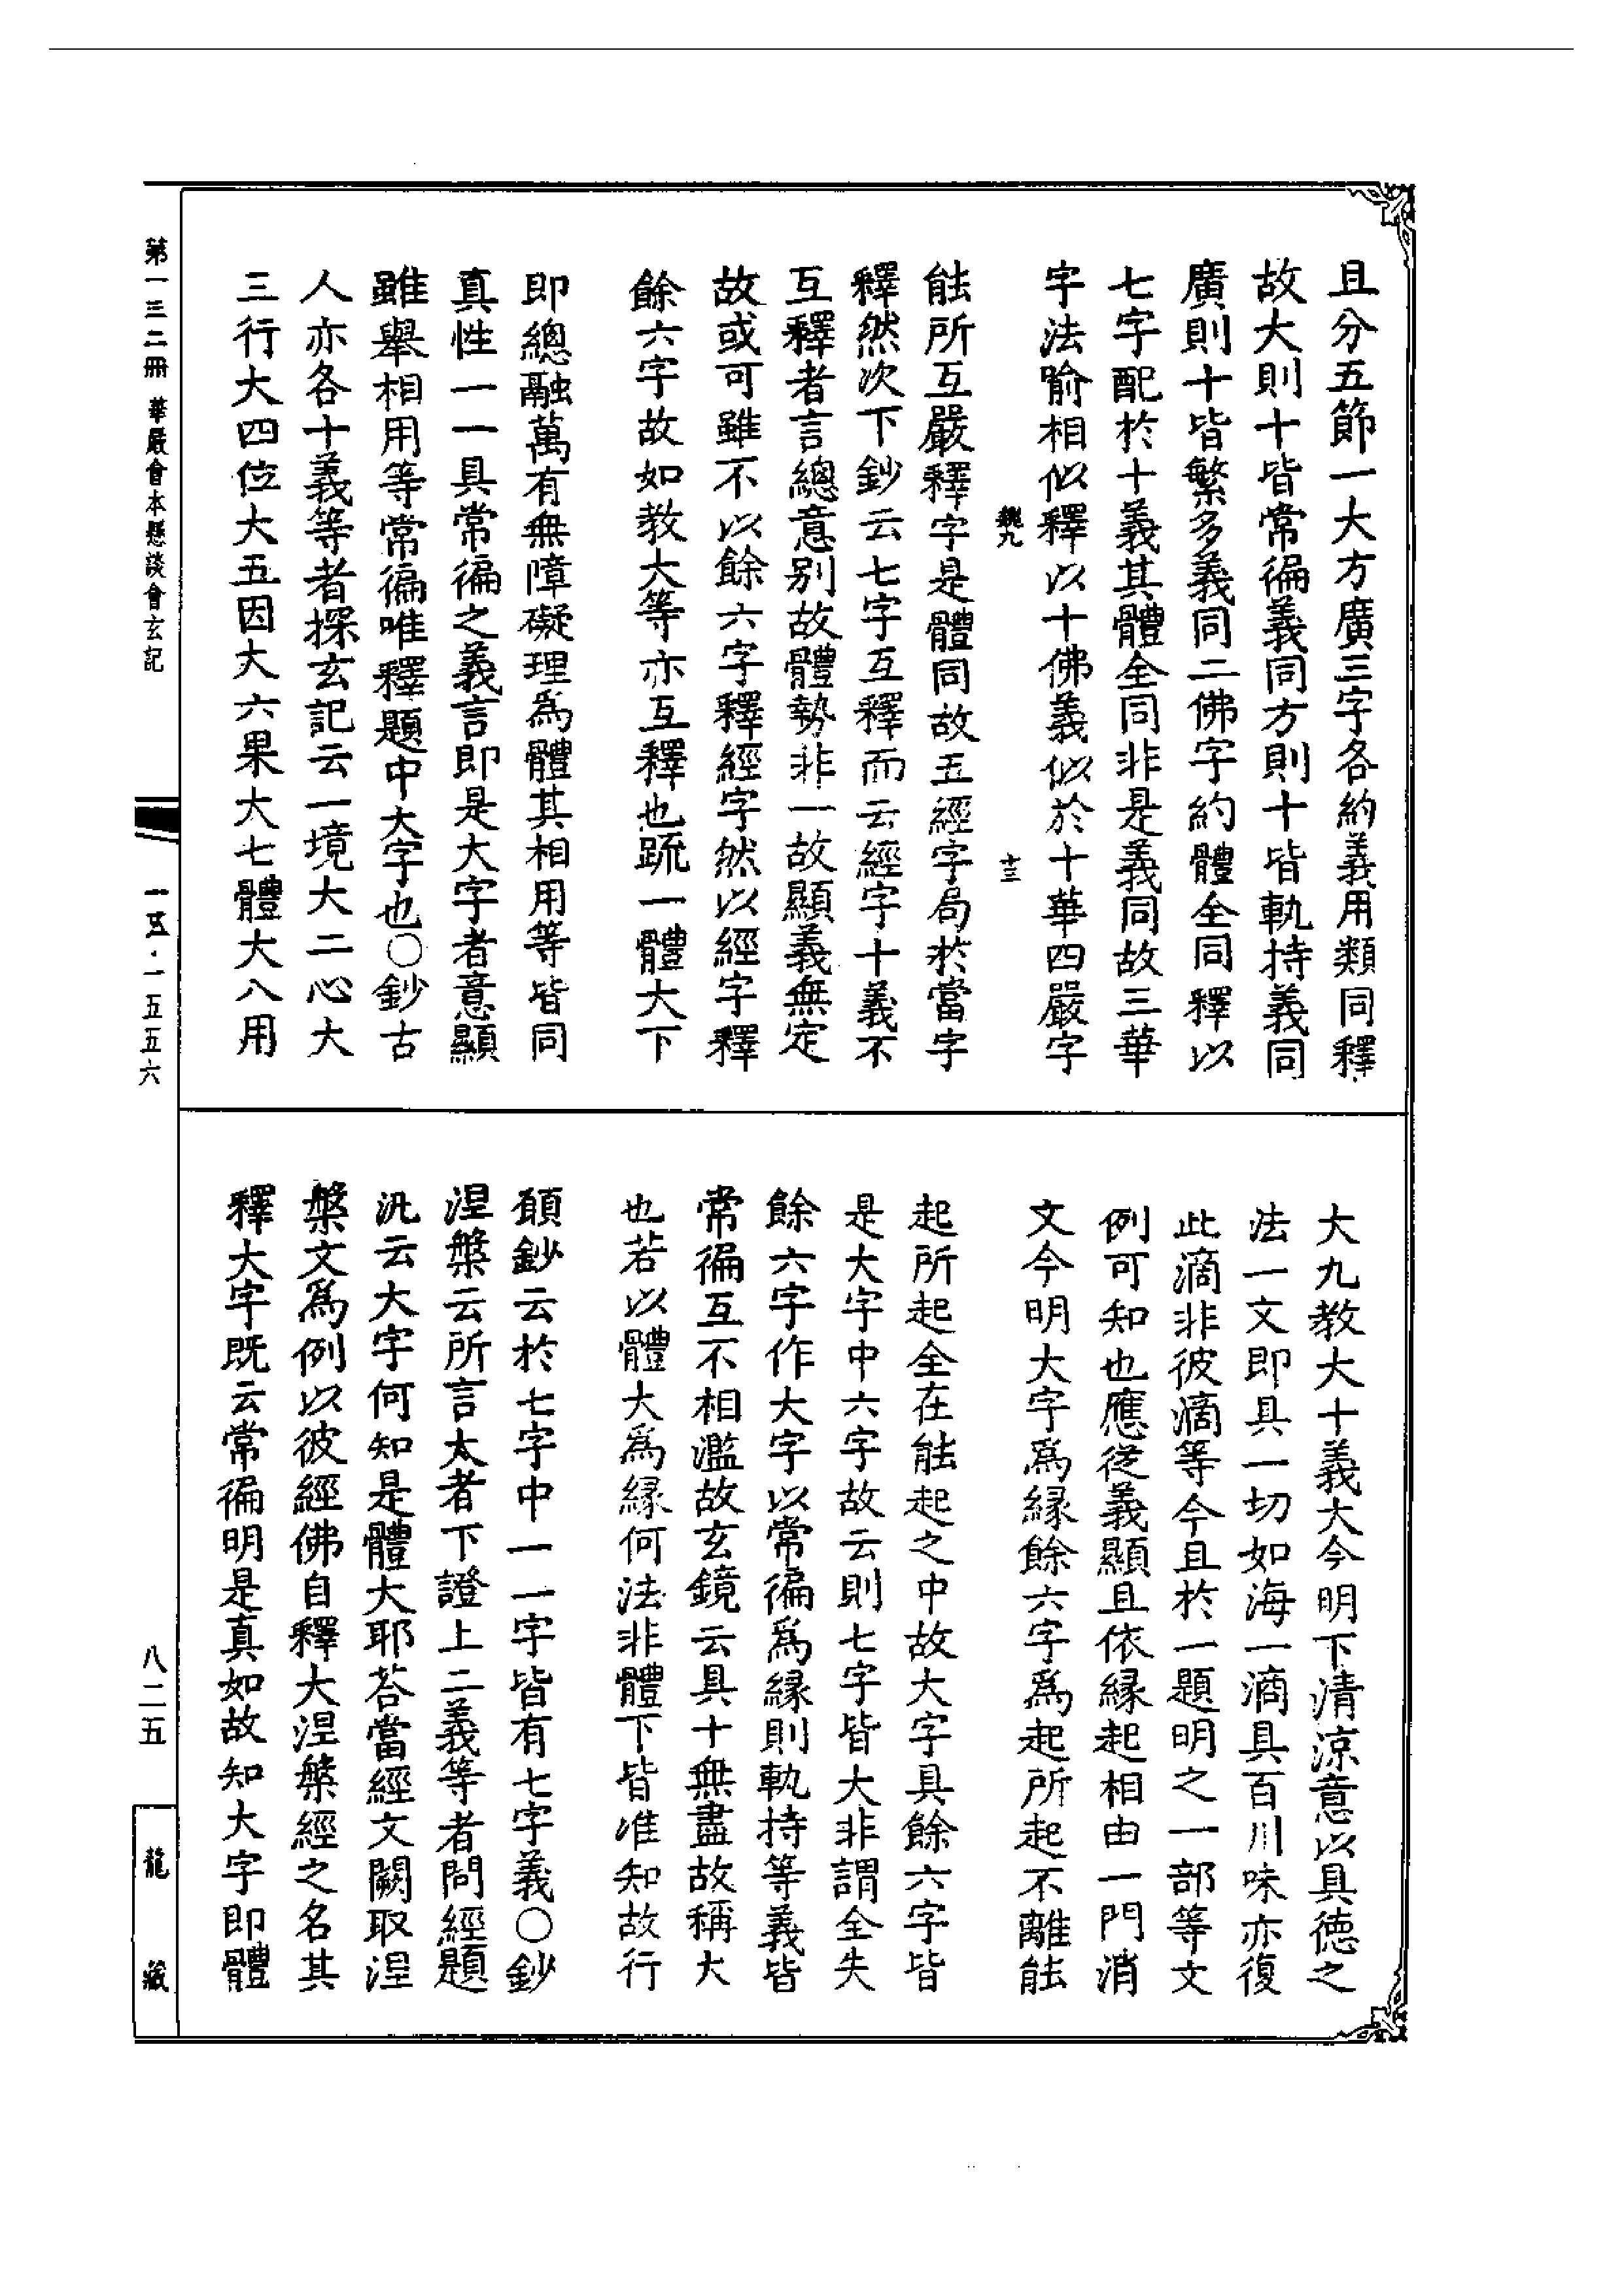 且分五節一大方廣三字各約義用類同釋
故大則十皆常徧義同方則十皆軌持義同
廣則十皆繁多義同二佛字約體全同釋以
七字配於十義其體全同非是義同故三華
字法喻相似釋以十佛義似於十華四嚴字
魏九 十三
能所互嚴釋字是體同故五經字局於當字
釋然次下鈔云七字互釋而云經字十義不
互釋者言總意別故體勢非一故顯義無定
故或可雖不以餘六字釋經字然以經字釋
餘六字故如教大等亦互釋也䟽一體大下
即總融萬有無障礙理為體其相用等皆同
真性一一具常徧之義言即是大字者意顯
雖舉相用等常徧唯釋題中大字也○鈔古
人亦各十義等者探玄記云一境大二心大
三行大四位大五因大六果大七體大八用
大九教大十義大今明下清涼意以具德之
法一文即具一切如海一滴具百川味亦復
此滴非彼滴等今且於一題明之一部等文
例可知也應從義顯且依緣起相由一門消
文今明大字為緣餘六字為起所起不離能
起所起全在能起之中故大字具餘六字皆
是大字中六字故云則七字皆大非謂全失
餘六字作大字以常徧為緣則軌持等義皆
常徧互不相濫故玄鏡云具十無盡故稱大
也若以體大為緣何法非體下皆准知故行
願鈔云於七字中一一字皆有七字義○鈔
涅槃云所言大者下證上二義等者問經題
汎云大字何知是體大耶荅當經文闕取涅
槃文為例以彼經佛自釋大涅槃經之名其
釋大字既云常徧明是真如故知大字即體
第一三二冊 華嚴會本懸談會玄記 一五·一五五六 八二五 龍藏